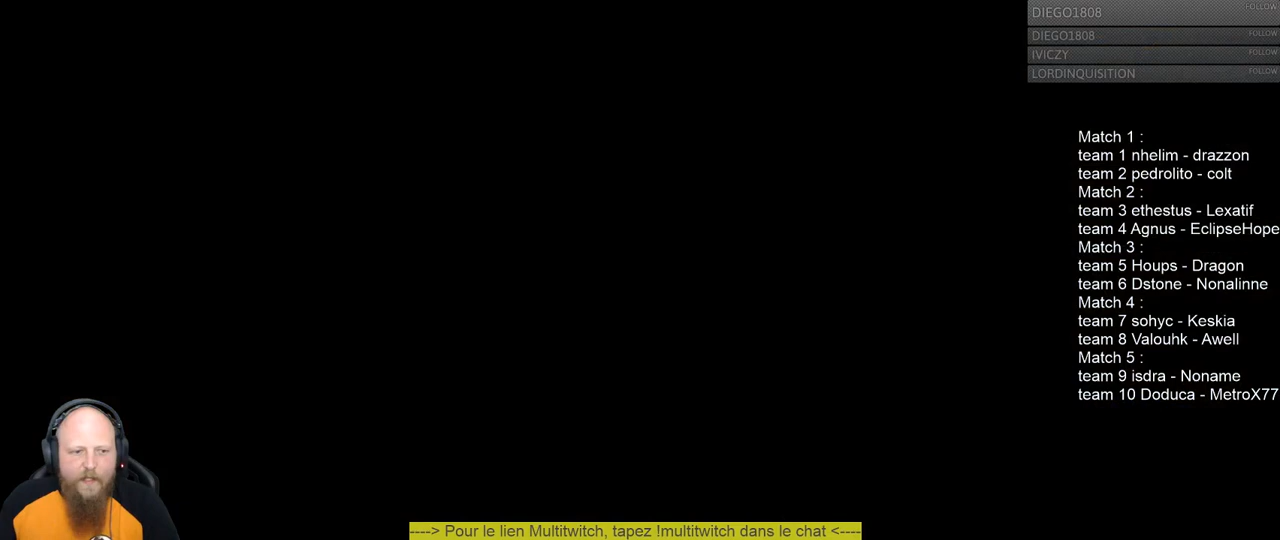 DIEGO1808 FOLLOW
DIEGO1808 FOLLOW
IVICZY FOLLOW
LORDINQUISITION FOLLOW
Match 1 :
team 1 nhelim - drazzon
team 2 pedrolito - colt
Match 2 :
team 3 ethestus - Lexatif
team 4 Agnus - EclipseHope
Match 3 :
team 5 Houps - Dragon
team 6 Dstone - Nonalinne
Match 4 :
team 7 sohyc - Keskia
team 8 Valouhk - Awell
Match 5 :
team 9 isdra - Noname
team 10 Doduca - MetroX77
----> Pour le lien Multitwitch, tapez !multitwitch dans le chat <----